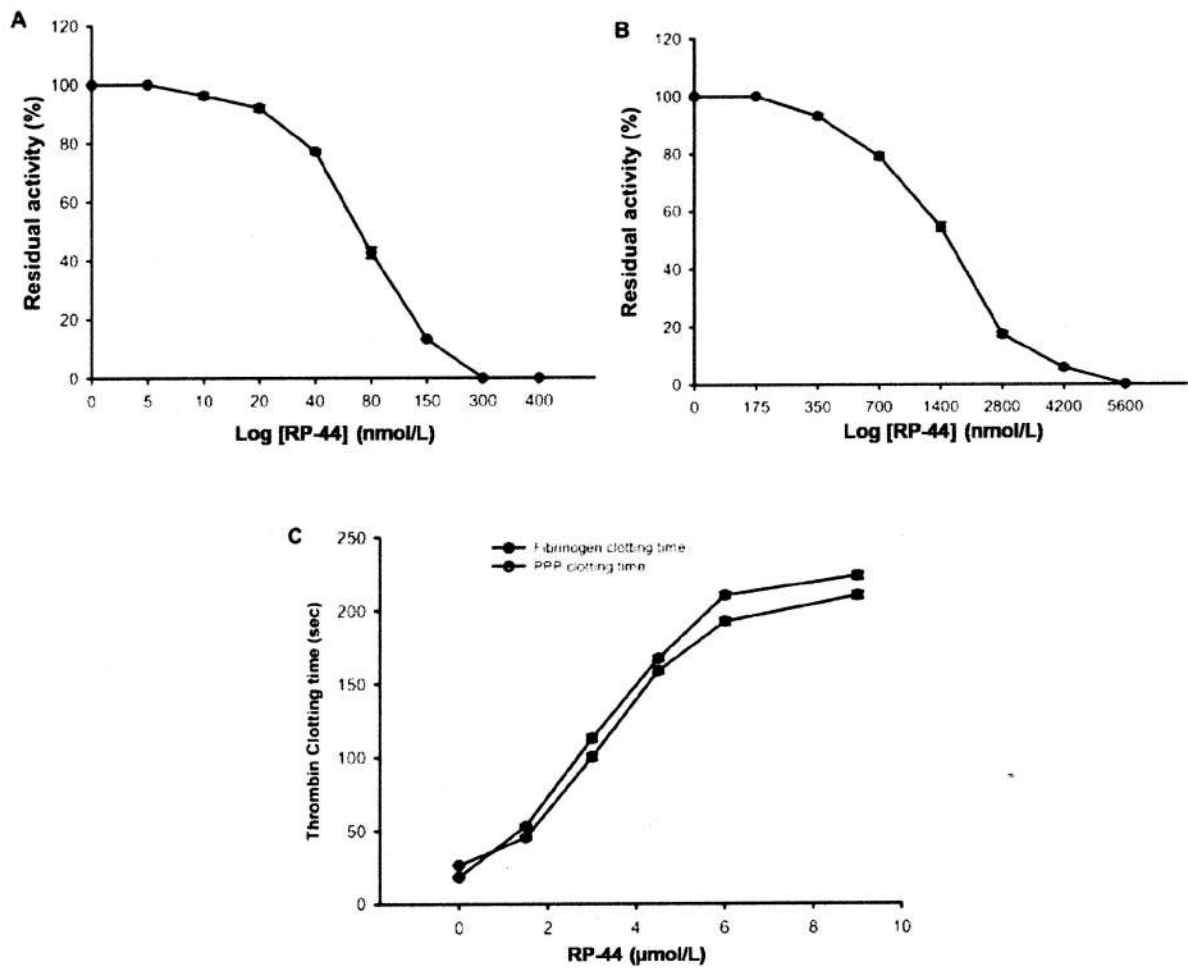 A
120
100
80
60
40
20
0
Residual activity (%)
0 5 10 20 40 80 150 300 400
Log [RP-44] (nmol/L)
B
120
100
80
60
40
20
0
Residual activity (%)
0 175 350 700 1400 2800 4200 5600
Log [RP-44] (nmol/L)
C
250
200
150
100
50
0
Thrombin Clotting time (sec)
Fibrinogen clotting time
PPP clotting time
0 2 4 6 8 10
RP-44 (µmol/L)